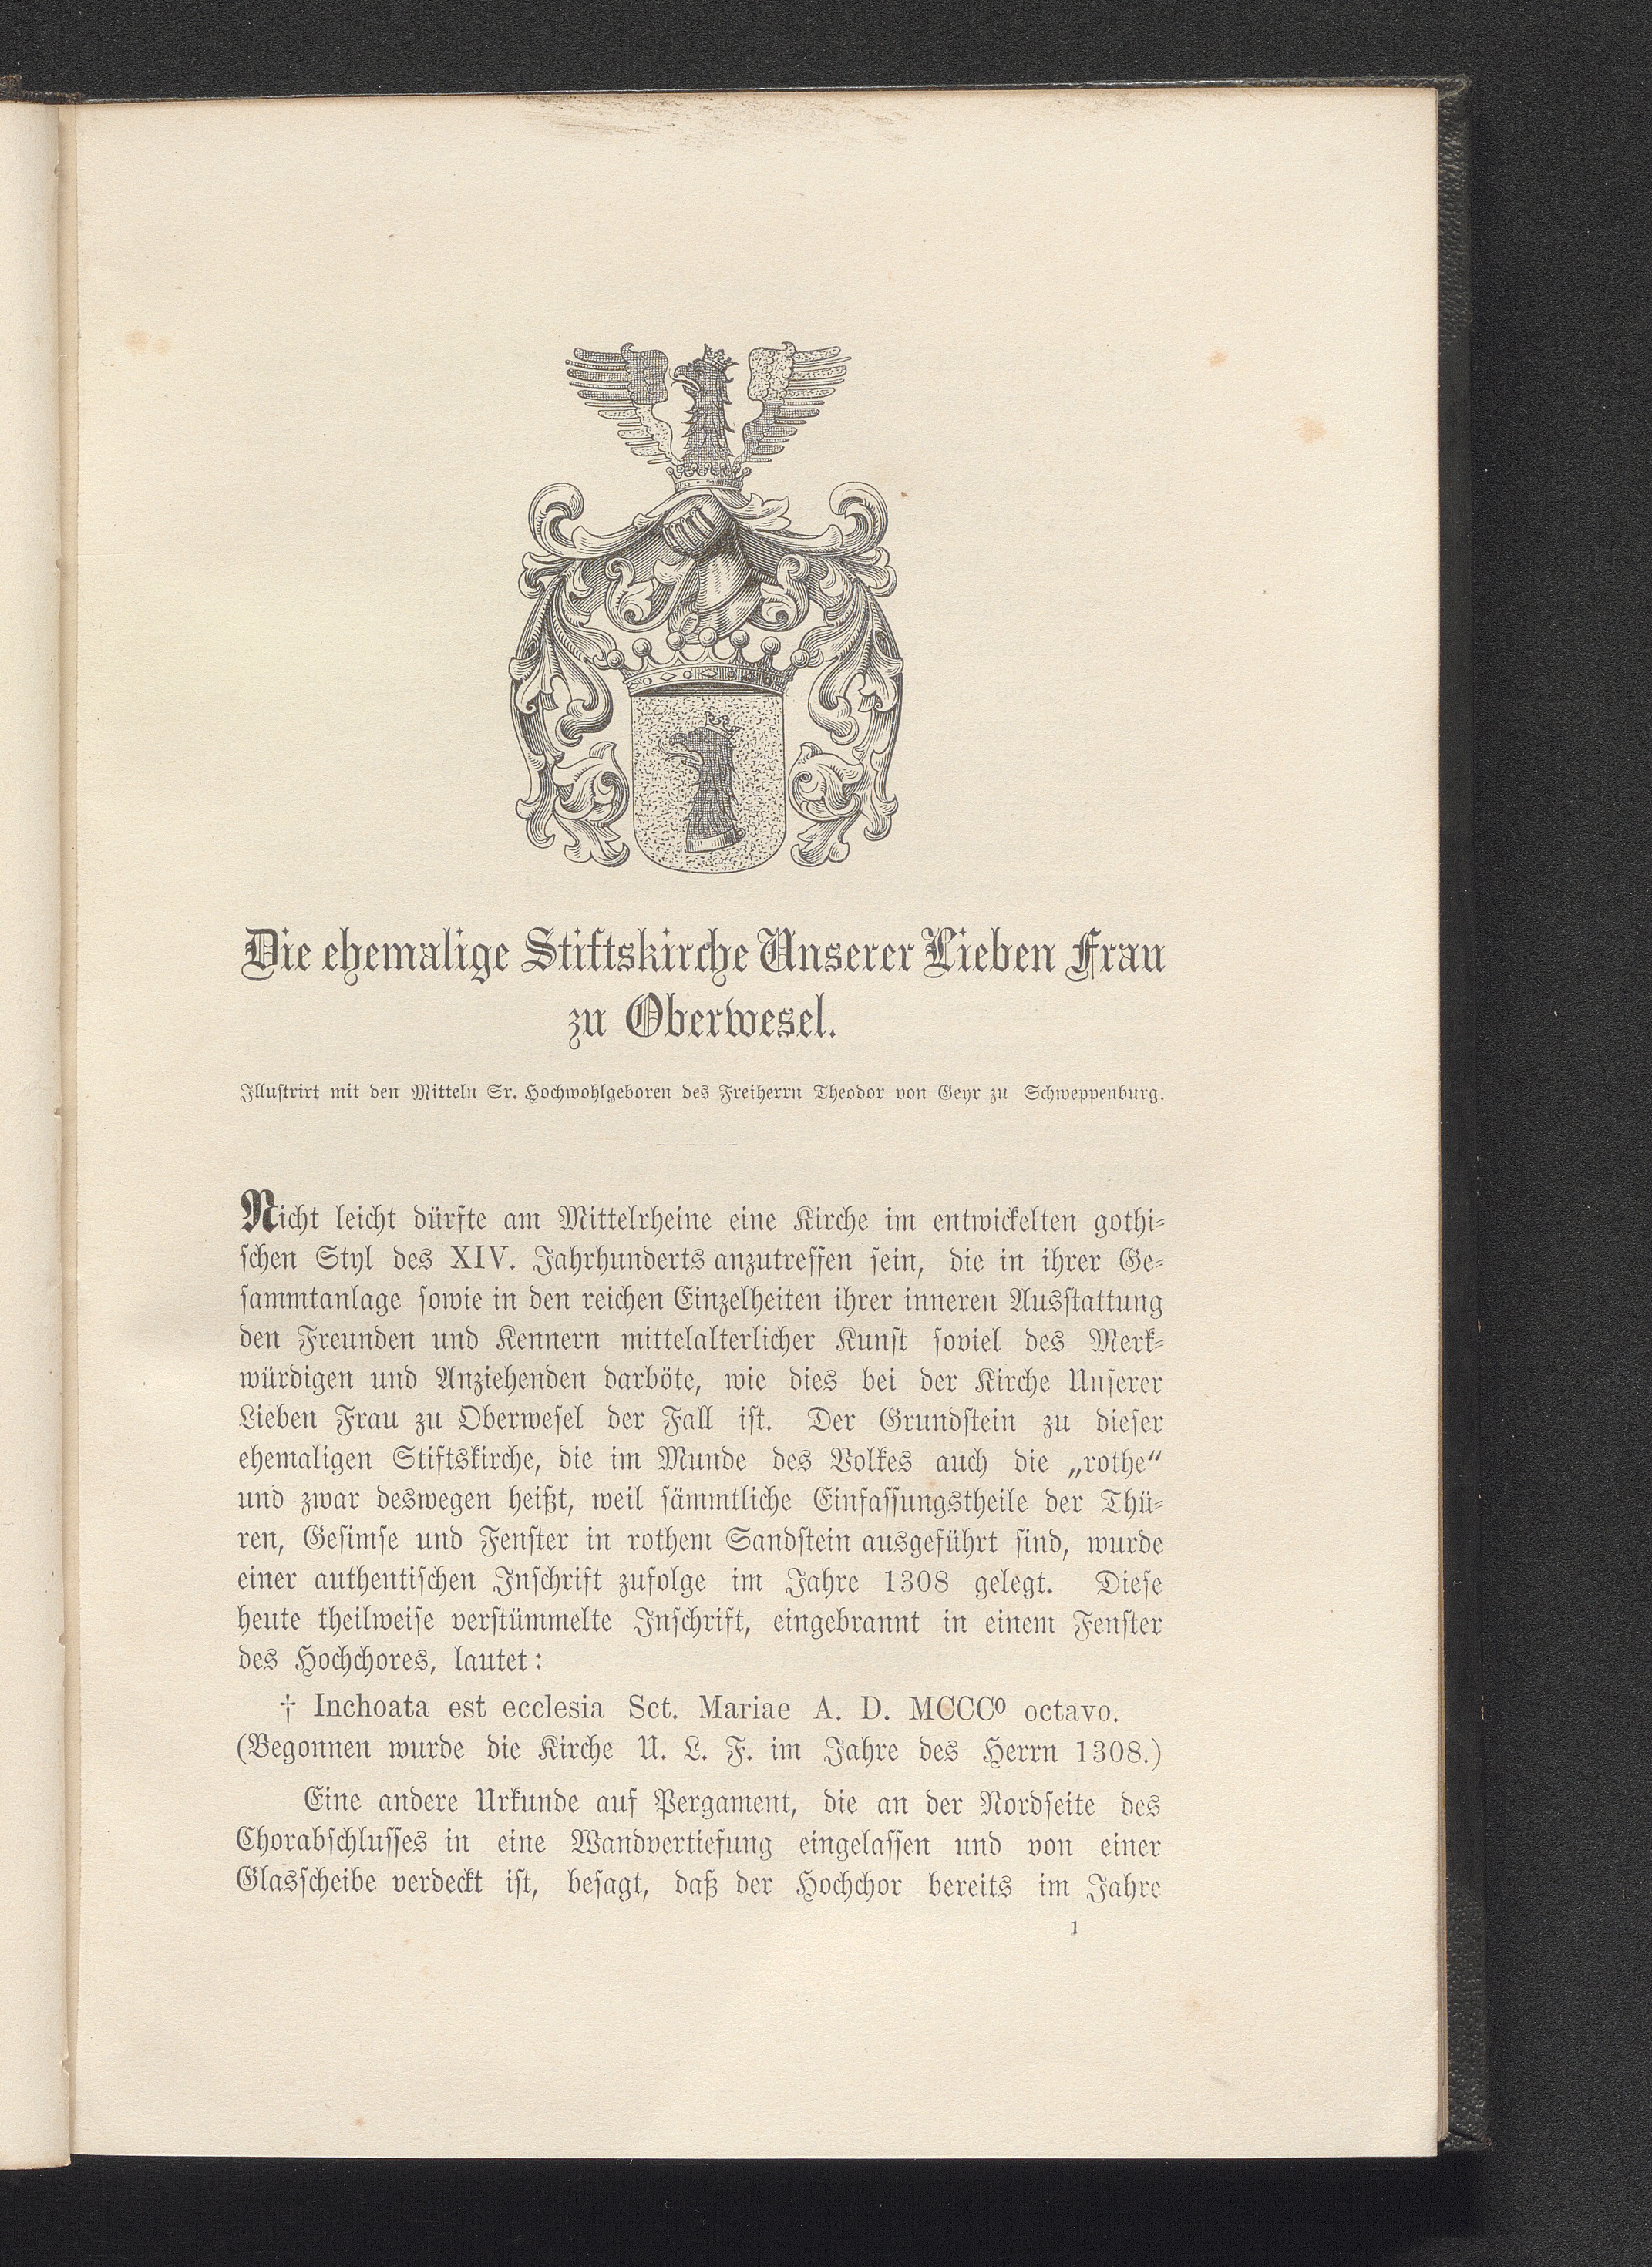 Die ehemalige Stiftskirche Unserer Lieben Frau
zu Oberwesel.
Illustrirt mit den Mitteln Sr. Hochwohlgeboren des Freiherrn Theodor von Geyr zu Schweppenburg.
Nicht leicht dürfte am Mittelrheine eine Kirche im entwickelten gothi-
schen Styl des XIV. Jahrhunderts anzutreffen sein, die in ihrer Ge-
sammtanlage sowie in den reichen Einzelheiten ihrer inneren Ausstattung
den Freunden und Kennern mittelalterlicher Kunst soviel des Merk-
würdigen und Anziehenden darböte, wie dies bei der Kirche Unserer
Lieben Frau zu Oberwesel der Fall ist. Der Grundstein zu dieser
ehemaligen Stiftskirche, die im Munde des Volkes auch die „rothe“
und zwar deswegen heißt, weil sämmtliche Einfassungstheile der Thü-
ren, Gesimse und Fenster in rothem Sandstein ausgeführt sind, wurde
einer authentischen Inschrift zufolge im Jahre 1308 gelegt. Diese
heute theilweise verstümmelte Inschrift, eingebrannt in einem Fenster
des Hochchores, lautet:
† Inchoata est ecclesia Sct. Mariae A. D. MCCCº octavo.
(Begonnen wurde die Kirche U. L. F. im Jahre des Herrn 1308.)
Eine andere Urkunde auf Pergament, die an der Nordseite des
Chorabschlusses in eine Wandvertiefung eingelassen und von einer
Glasscheibe verdeckt ist, besagt, daß der Hochchor bereits im Jahre
1